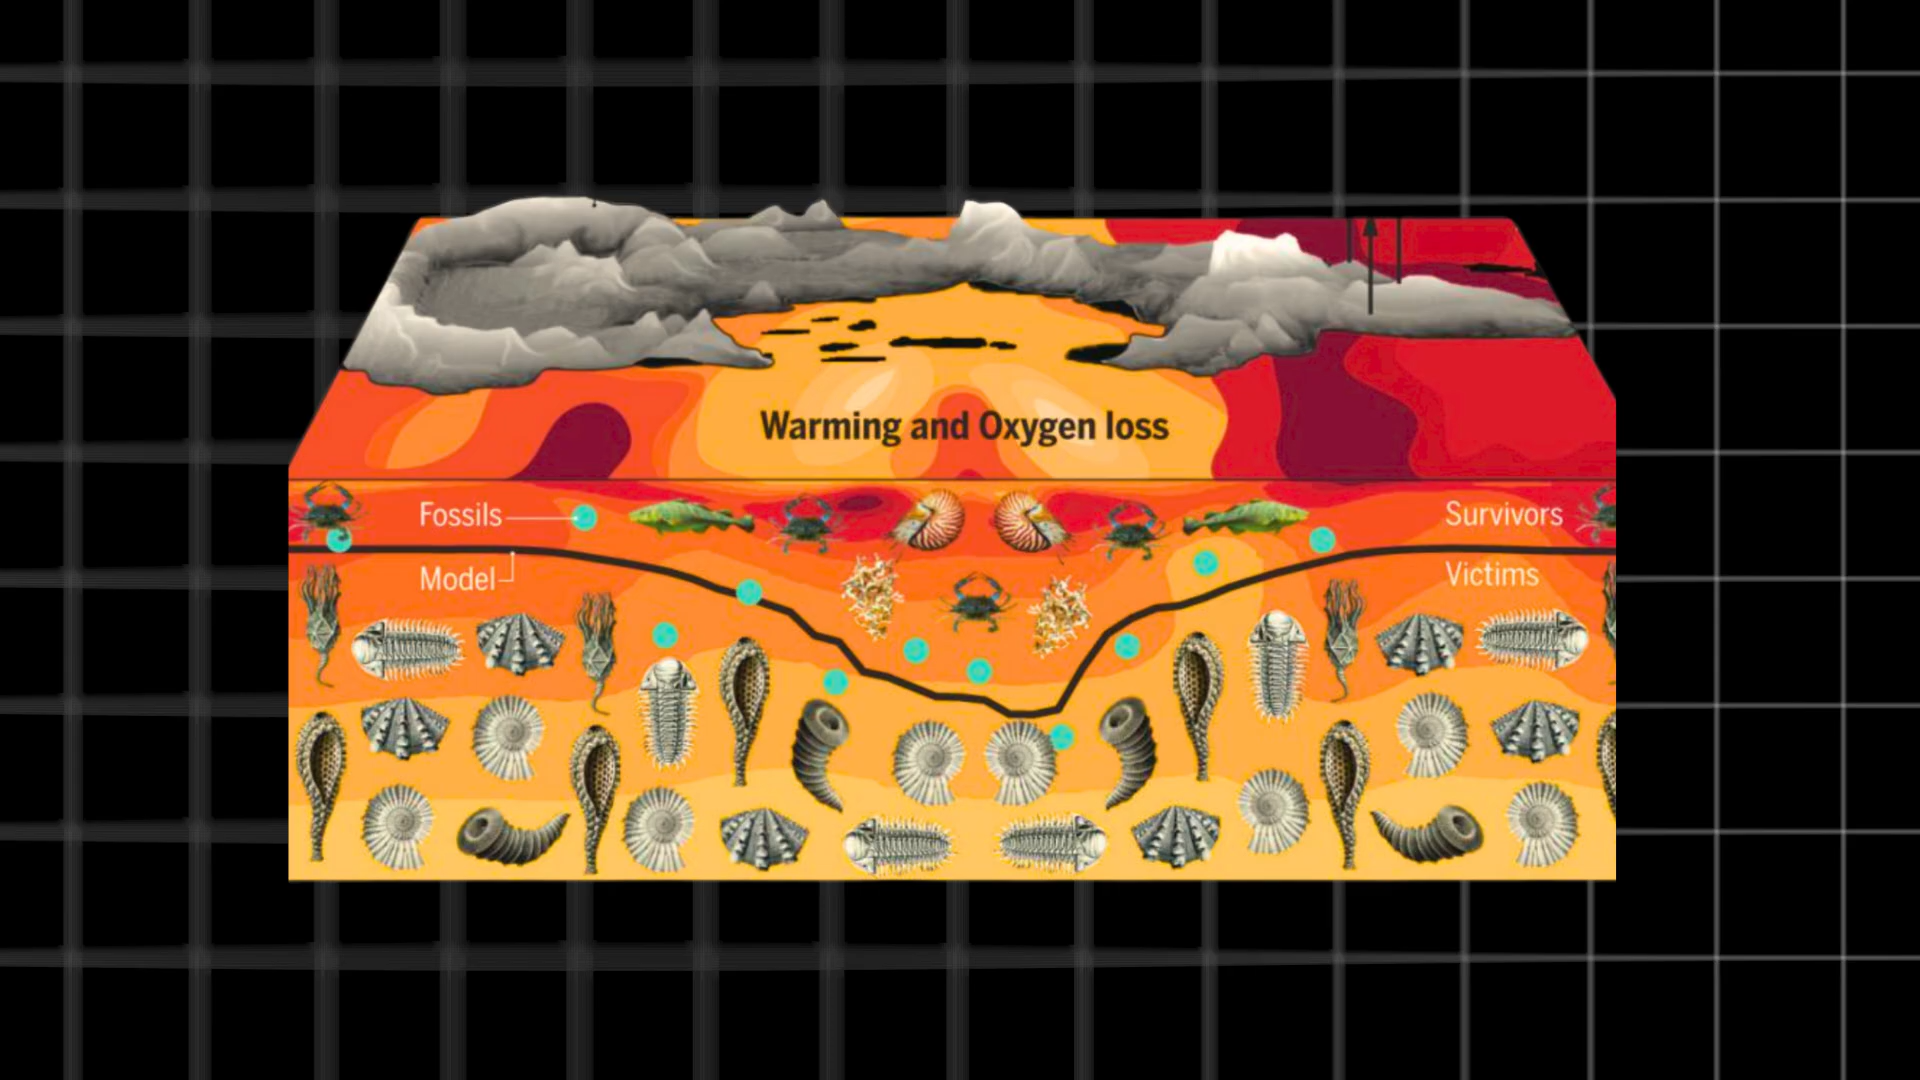 Warming and Oxygen loss
Fossils
Survivors
Model
Victims